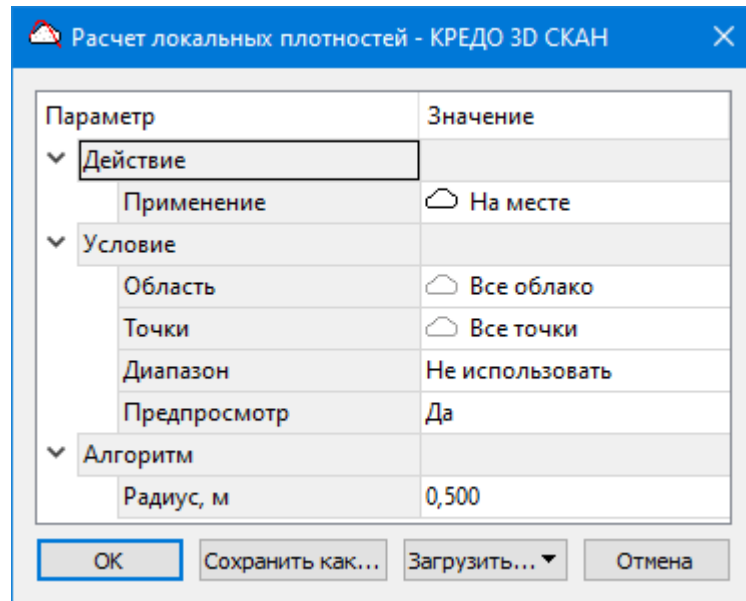 Расчет локальных плотностей - КРЕДО 3D СКАН
Параметр Значение
Действие
Применение На месте
Условие
Область Все облако
Точки Все точки
Диапазон Не использовать
Предпросмотр Да
Алгоритм
Радиус, м 0,500
ОК Сохранить как... Загрузить... Отмена